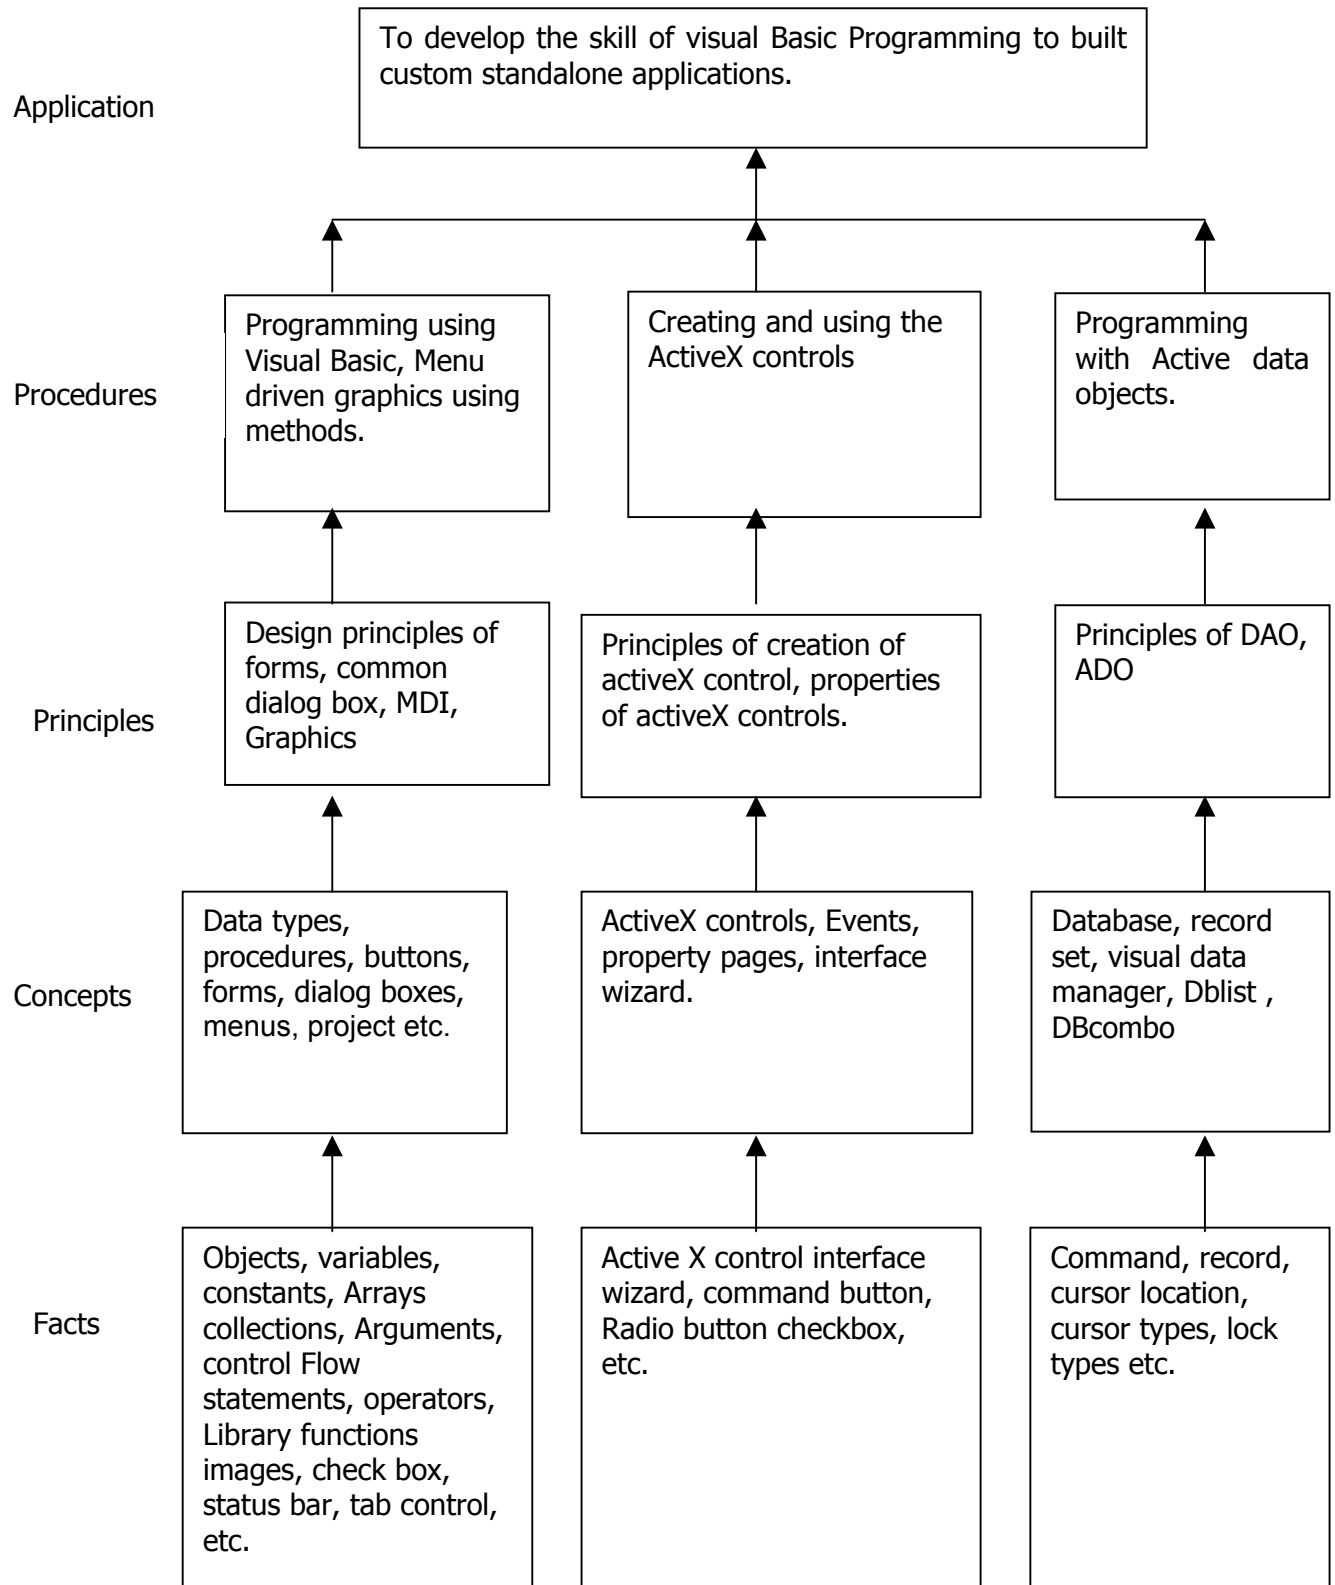 To develop the skill of visual Basic Programming to built
custom standalone applications.
Application
Procedures
Programming using
Visual Basic, Menu
driven graphics using
methods.
Creating and using the
ActiveX controls
Programming
with Active data
objects.
Principles
Design principles of
forms, common
dialog box, MDI,
Graphics
Principles of creation of
activeX control, properties
of activeX controls.
Principles of DAO,
ADO
Concepts
Data types,
procedures, buttons,
forms, dialog boxes,
menus, project etc.
ActiveX controls, Events,
property pages, interface
wizard.
Database, record
set, visual data
manager, Dblist ,
DBcombo
Facts
Objects, variables,
constants, Arrays
collections, Arguments,
control Flow
statements, operators,
Library functions
images, check box,
status bar, tab control,
etc.
Active X control interface
wizard, command button,
Radio button checkbox,
etc.
Command, record,
cursor location,
cursor types, lock
types etc.